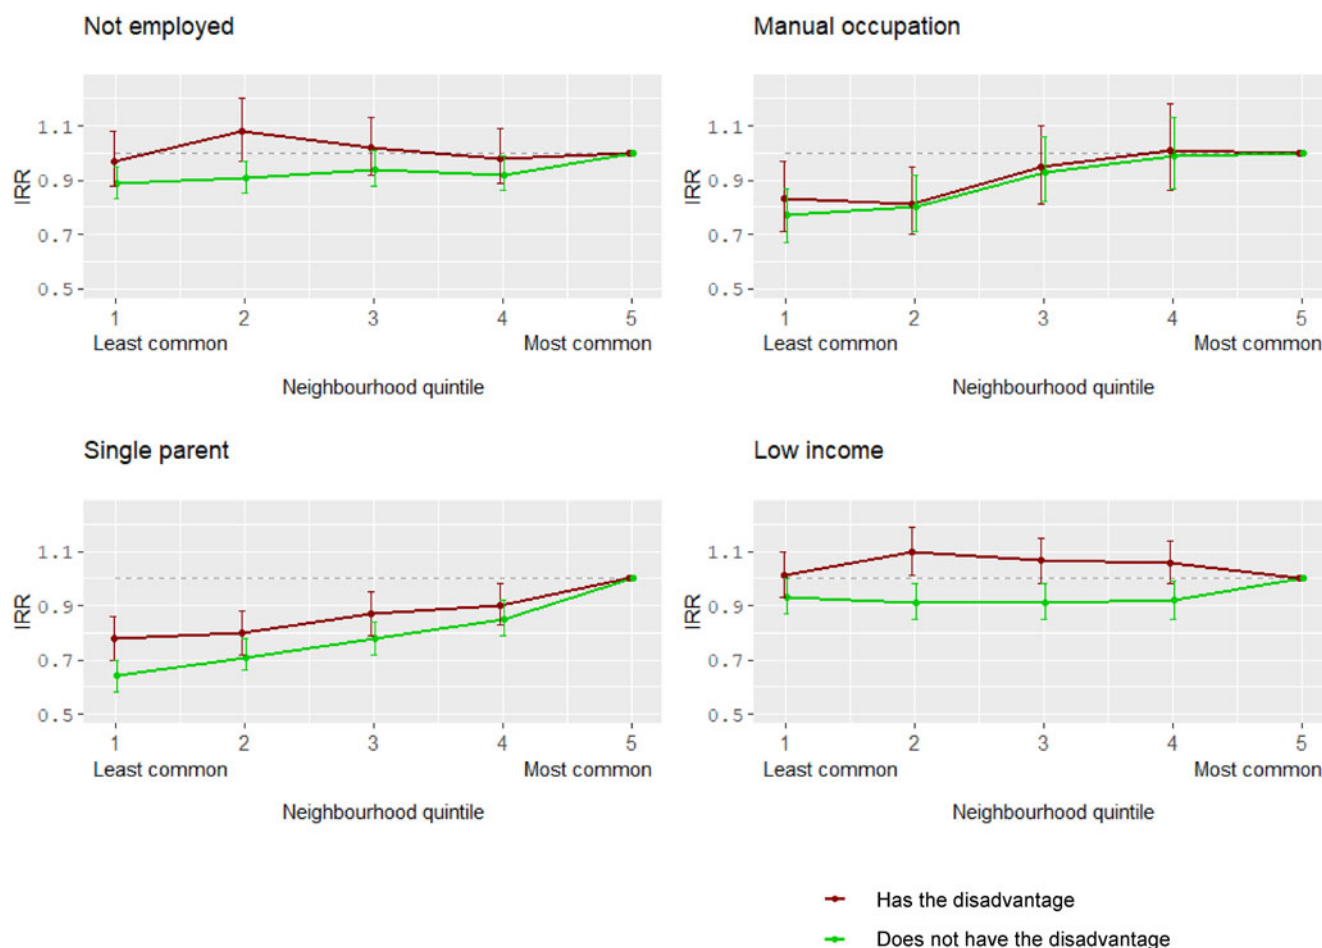 Not employed
IRR
1.1
0.9
0.7
0.5
1 2 3 4 5
Least common Most common
Neighbourhood quintile
Manual occupation
IRR
1.1
0.9
0.7
0.5
1 2 3 4 5
Least common Most common
Neighbourhood quintile
Single parent
IRR
1.1
0.9
0.7
0.5
1 2 3 4 5
Least common Most common
Neighbourhood quintile
Low income
IRR
1.1
0.9
0.7
0.5
1 2 3 4 5
Least common Most common
Neighbourhood quintile
Has the disadvantage
Does not have the disadvantage